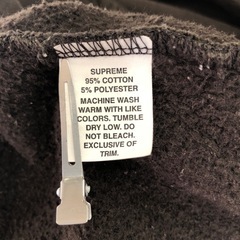 SUPREME
95% COTTON
5% POLYESTER
MACHINE WASH
WARM WITH LIKE
COLORS. TUMBLE
DRY LOW. DO
NOT BLEACH.
EXCLUSIVE OF
TRIM.